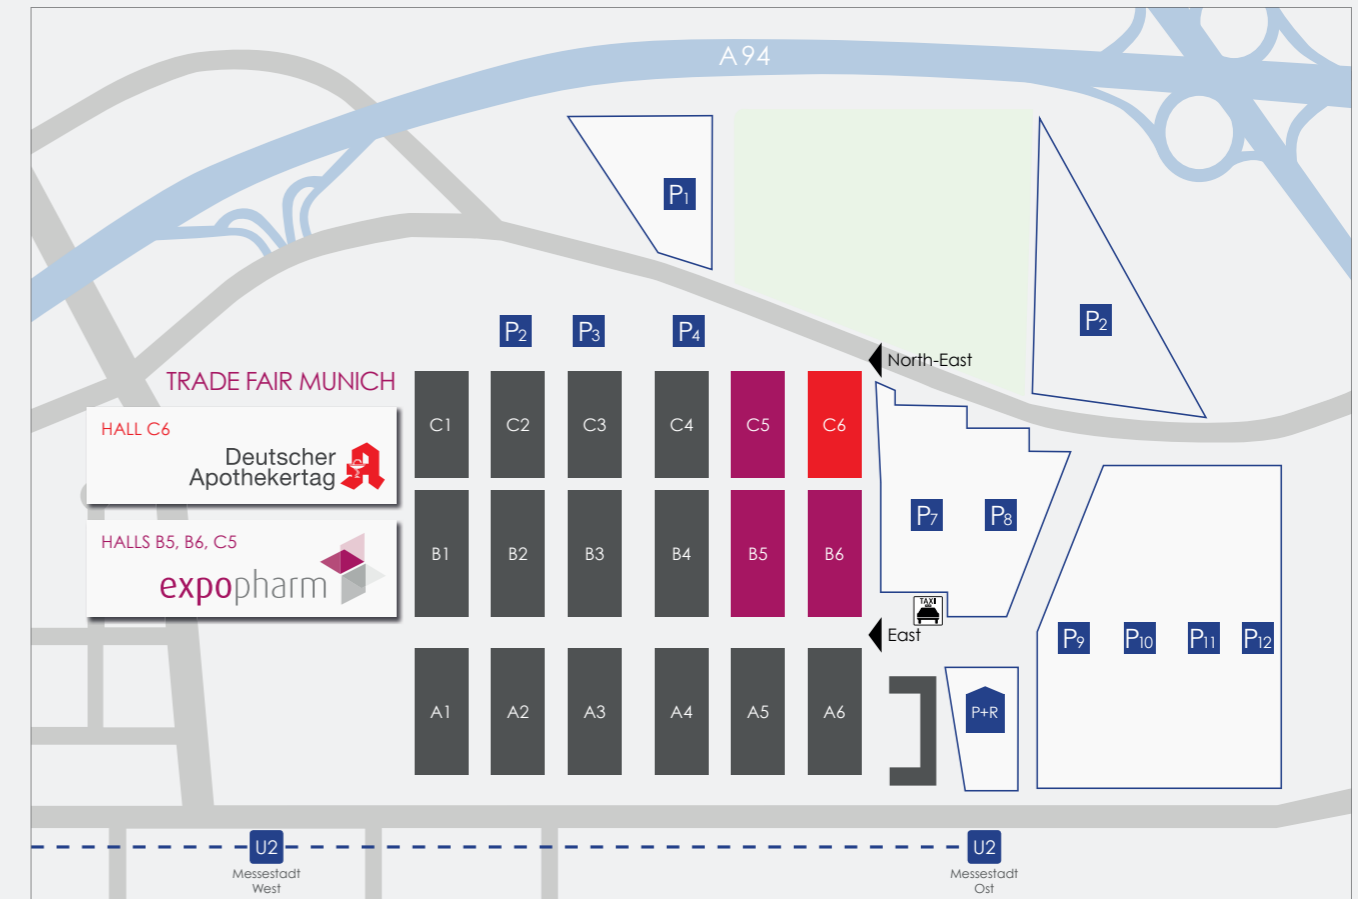 A 94
P1
P2
P2
P3
P4
North-East
TRADE FAIR MUNICH
HALL C6
Deutscher
Apothekertag
C1
C2
C3
C4
C5
C6
P7
P8
HALLS B5, B6, C5
expopharm
B1
B2
B3
B4
B5
B6
TAXI
East
P9
P10
P11
P12
A1
A2
A3
A4
A5
A6
P+R
U2
Messestadt
West
U2
Messestadt
Ost